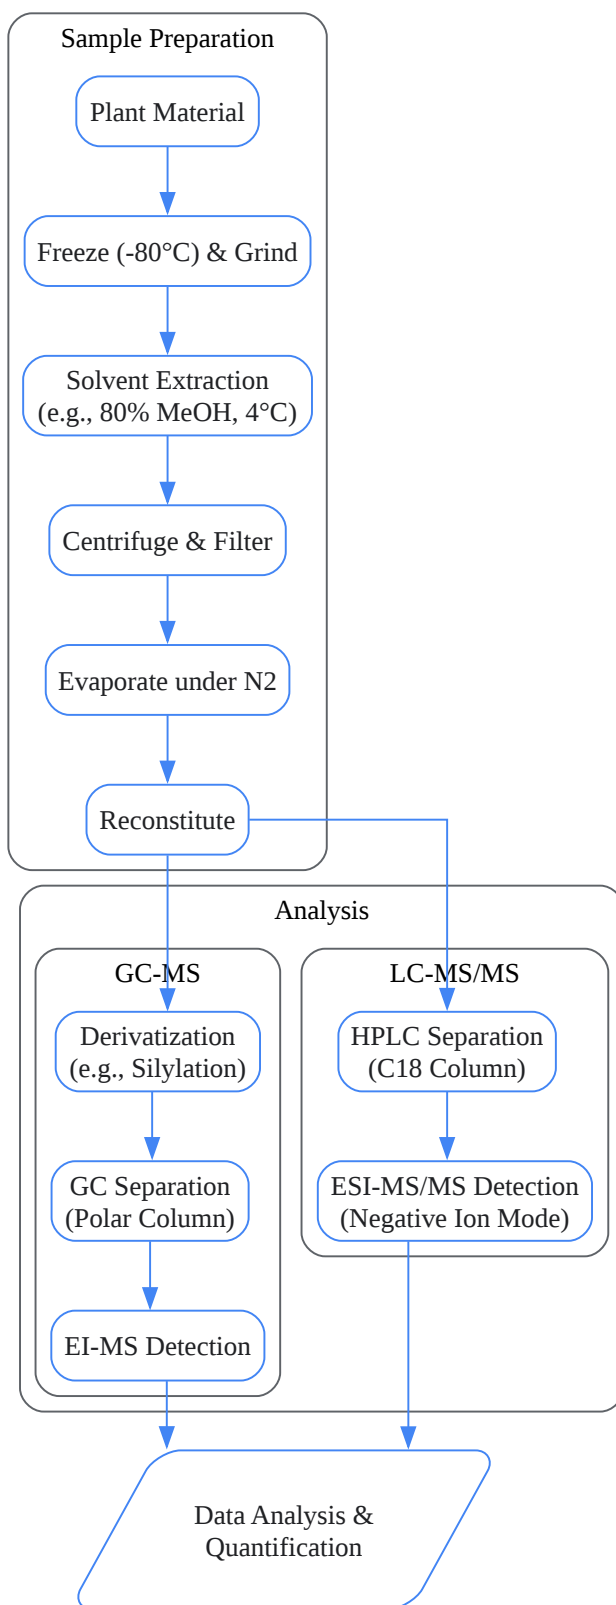 Sample Preparation
Plant Material
Freeze (-80°C) & Grind
Solvent Extraction
(e.g., 80% MeOH, 4°C)
Centrifuge & Filter
Evaporate under N2
Reconstitute
Analysis
GC-MS
Derivatization
(e.g., Silylation)
GC Separation
(Polar Column)
EI-MS Detection
LC-MS/MS
HPLC Separation
(C18 Column)
ESI-MS/MS Detection
(Negative Ion Mode)
Data Analysis &
Quantification